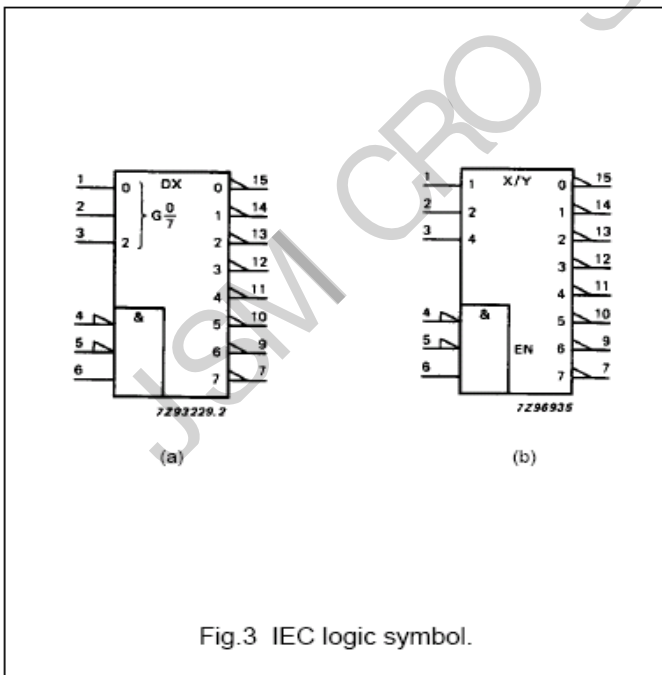 JSM CRO
1 0 DX 0 15
2 G 0/7 1 14
3 2 2 13
3 12
4 11
4 & 5 10
5 6 9
6 7 7
7Z93229.2
(a)
1 1 X/Y 0 15
2 2 1 14
3 4 2 13
3 12
4 11
4 & 5 10
5 EN 6 9
6 7 7
7Z96935
(b)
Fig.3 IEC logic symbol.